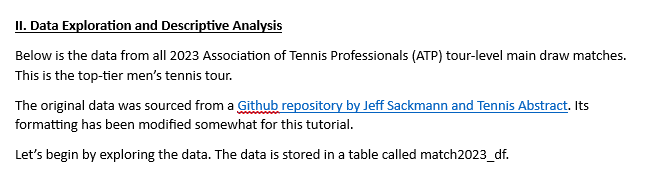 II. Data Exploration and Descriptive Analysis
Below is the data from all 2023 Association of Tennis Professionals (ATP) tour-level main draw matches.
This is the top-tier men’s tennis tour.
The original data was sourced from a Github repository by Jeff Sackmann and Tennis Abstract. Its
formatting has been modified somewhat for this tutorial.
Let’s begin by exploring the data. The data is stored in a table called match2023_df.